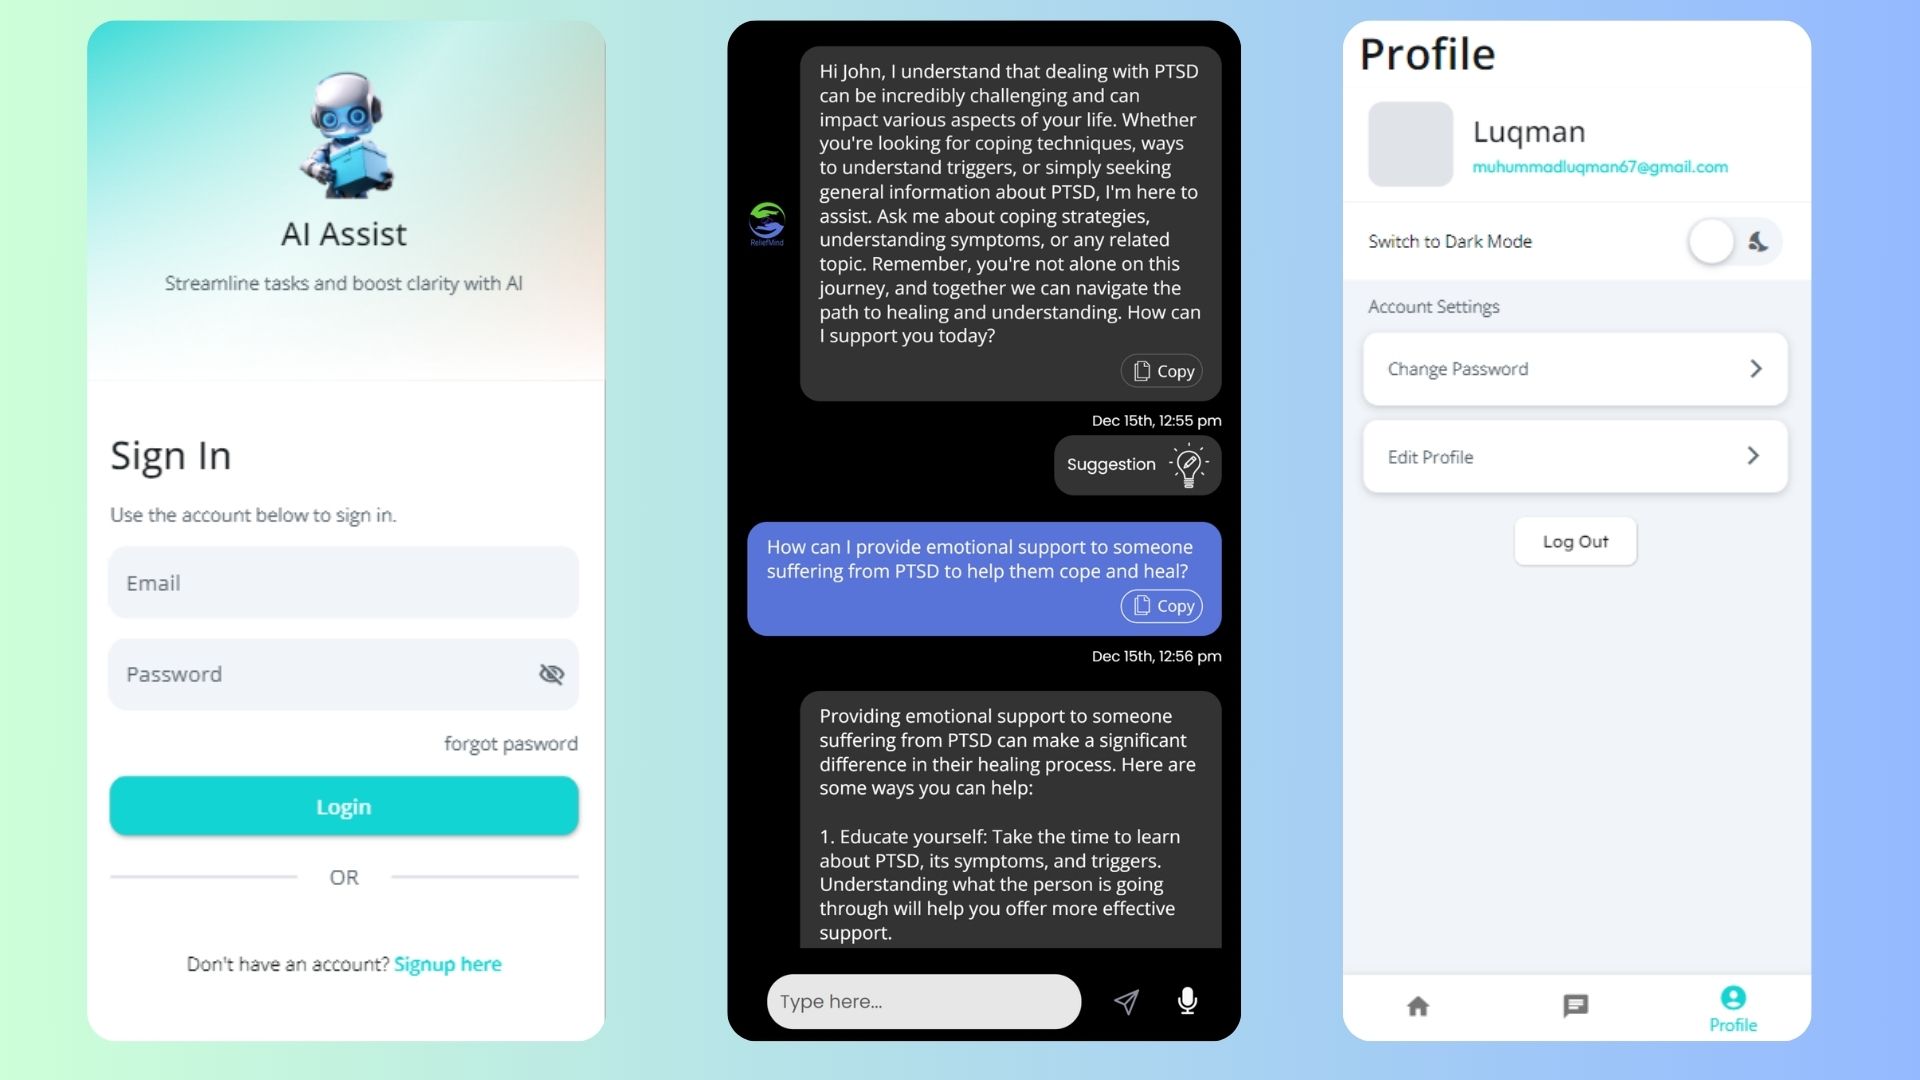 AI Assist
Streamline tasks and boost clarity with AI
Sign In
Use the account below to sign in.
Email
Password
forgot pasword
Login
OR
Don't have an account? Signup here
Hi John, I understand that dealing with PTSD
can be incredibly challenging and can
impact various aspects of your life. Whether
you're looking for coping techniques, ways
to understand triggers, or simply seeking
general information about PTSD, I'm here to
assist. Ask me about coping strategies,
understanding symptoms, or any related
topic. Remember, you're not alone on this
journey, and together we can navigate the
path to healing and understanding. How can
I support you today?
ReliefMind
Copy
Dec 15th, 12:55 pm
Suggestion
How can I provide emotional support to someone
suffering from PTSD to help them cope and heal?
Copy
Dec 15th, 12:56 pm
Providing emotional support to someone
suffering from PTSD can make a significant
difference in their healing process. Here are
some ways you can help:
1. Educate yourself: Take the time to learn
about PTSD, its symptoms, and triggers.
Understanding what the person is going
through will help you offer more effective
support.
Type here...
Profile
Luqman
muhummadluqman67@gmail.com
Switch to Dark Mode
Account Settings
Change Password
Edit Profile
Log Out
Profile